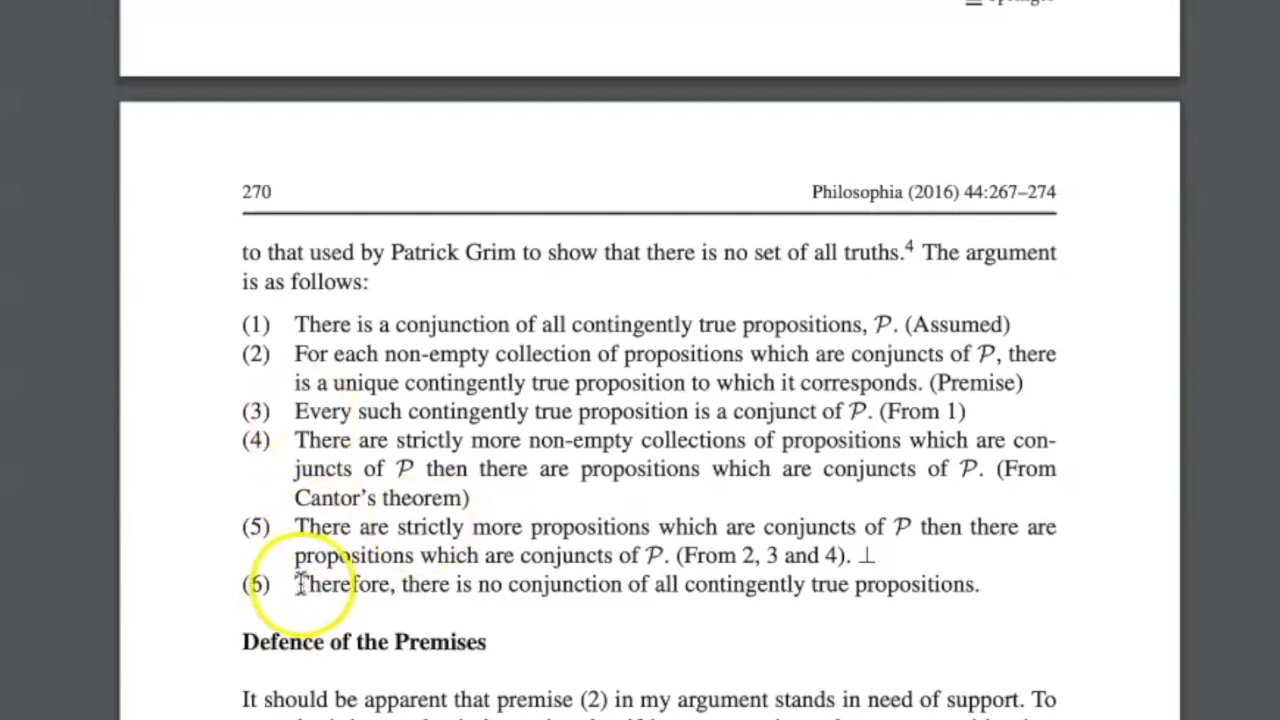 270 Philosophia (2016) 44:267–274
to that used by Patrick Grim to show that there is no set of all truths.⁴ The argument
is as follows:
(1) There is a conjunction of all contingently true propositions, 𝒫. (Assumed)
(2) For each non-empty collection of propositions which are conjuncts of 𝒫, there
is a unique contingently true proposition to which it corresponds. (Premise)
(3) Every such contingently true proposition is a conjunct of 𝒫. (From 1)
(4) There are strictly more non-empty collections of propositions which are con-
juncts of 𝒫 then there are propositions which are conjuncts of 𝒫. (From
Cantor's theorem)
(5) There are strictly more propositions which are conjuncts of 𝒫 then there are
propositions which are conjuncts of 𝒫. (From 2, 3 and 4). ⊥
(6) Therefore, there is no conjunction of all contingently true propositions.
Defence of the Premises
It should be apparent that premise (2) in my argument stands in need of support. To